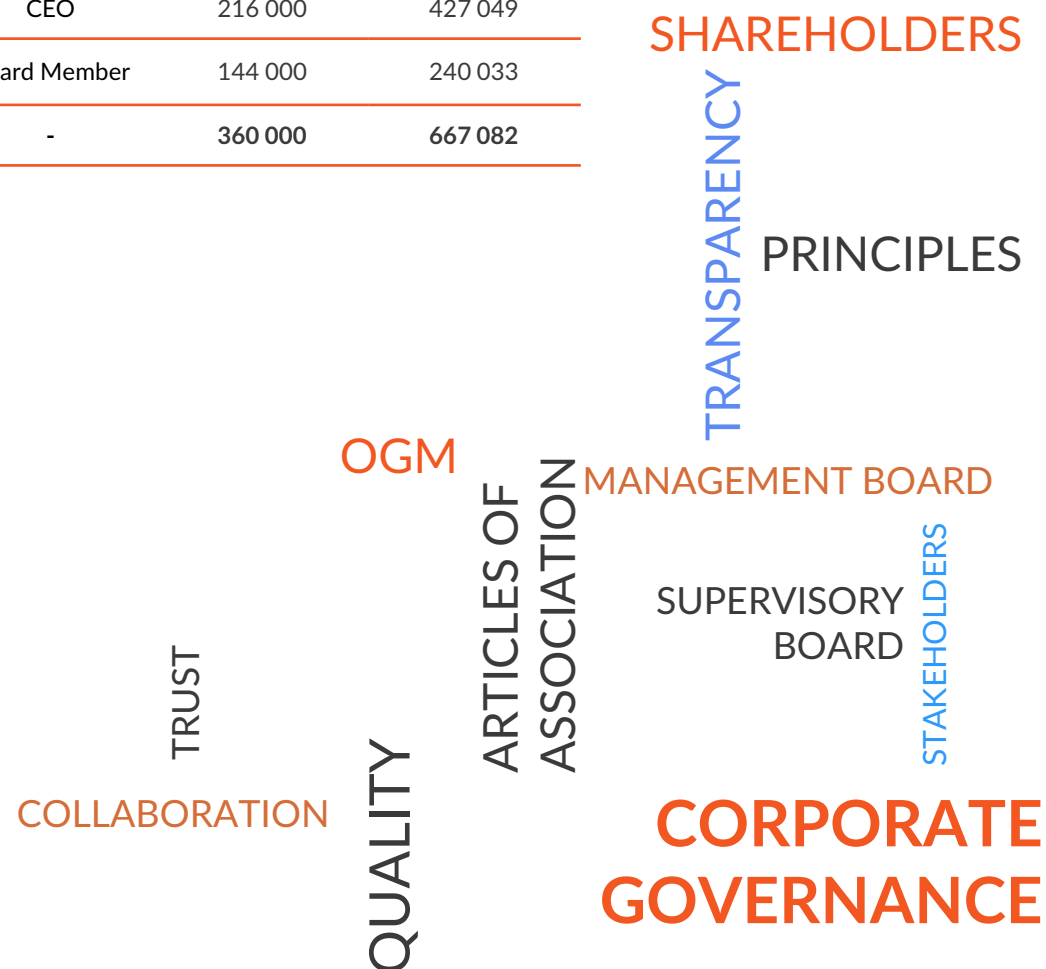 CEO 216 000 427 049
ard Member 144 000 240 033
- 360 000 667 082
SHAREHOLDERS
TRANSPARENCY
PRINCIPLES
OGM
ARTICLES OF
ASSOCIATION
MANAGEMENT BOARD
SUPERVISORY
BOARD
STAKEHOLDERS
TRUST
COLLABORATION
QUALITY
CORPORATE
GOVERNANCE